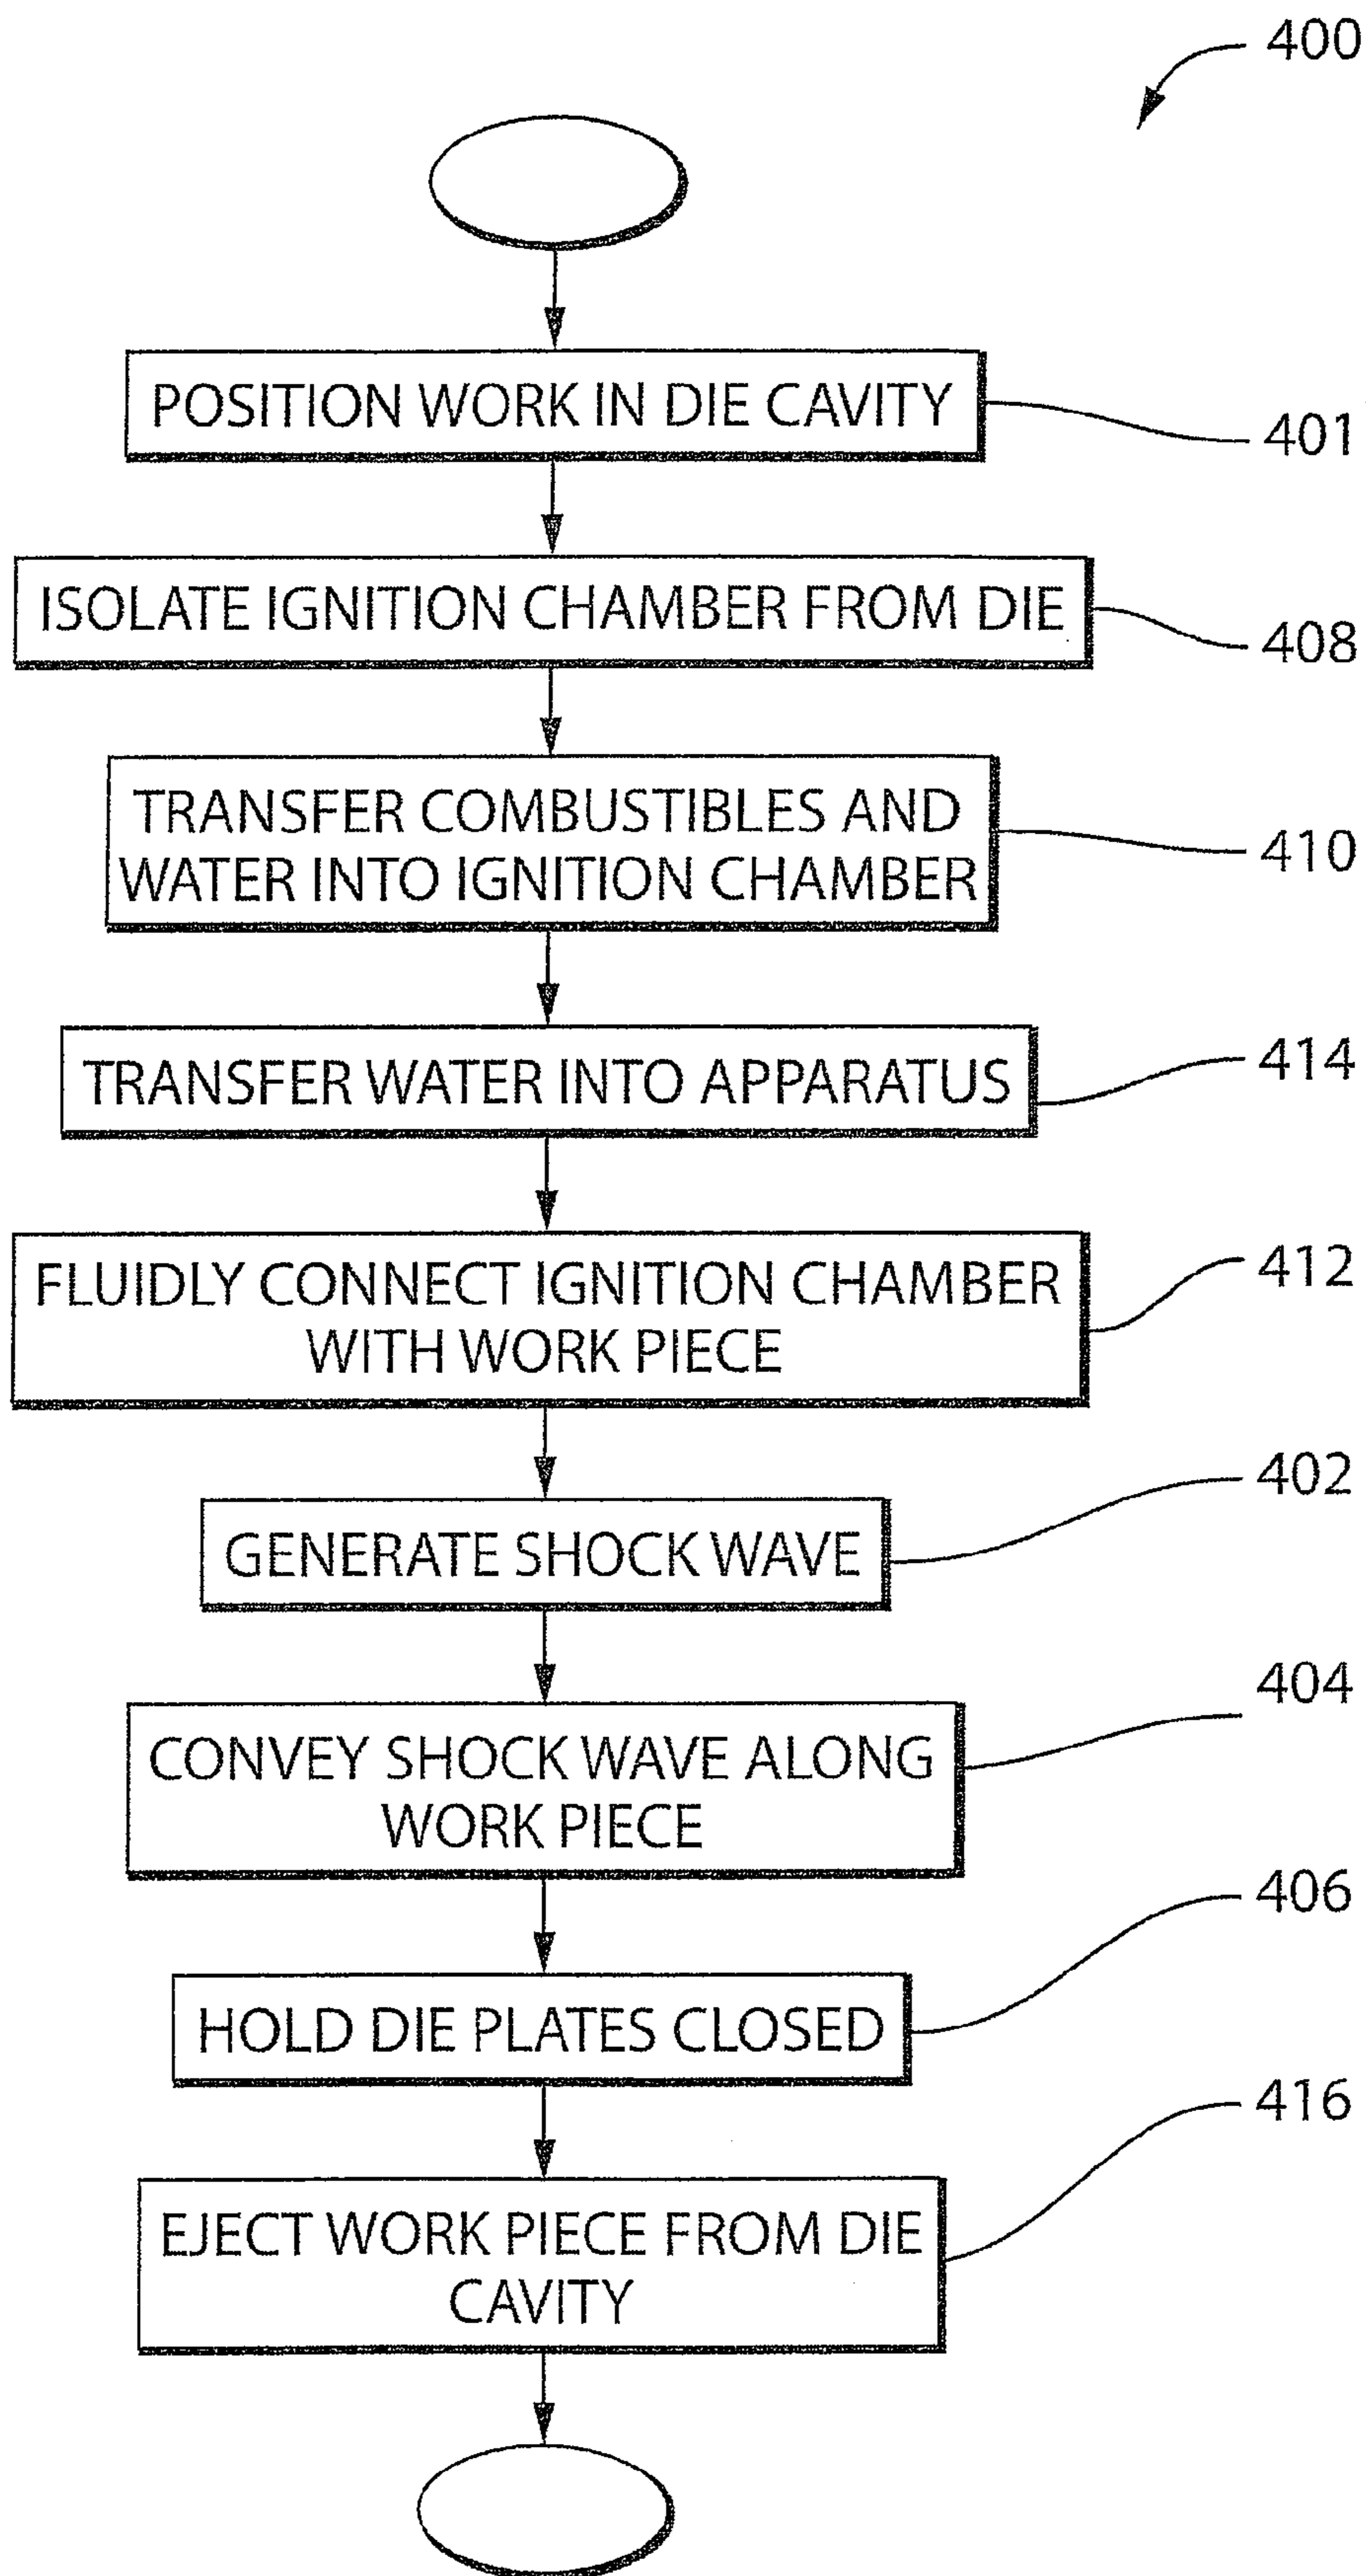 400
POSITION WORK IN DIE CAVITY
401
ISOLATE IGNITION CHAMBER FROM DIE
408
TRANSFER COMBUSTIBLES AND
WATER INTO IGNITION CHAMBER
410
TRANSFER WATER INTO APPARATUS
414
FLUIDLY CONNECT IGNITION CHAMBER
WITH WORK PIECE
412
GENERATE SHOCK WAVE
402
CONVEY SHOCK WAVE ALONG
WORK PIECE
404
HOLD DIE PLATES CLOSED
406
EJECT WORK PIECE FROM DIE
CAVITY
416